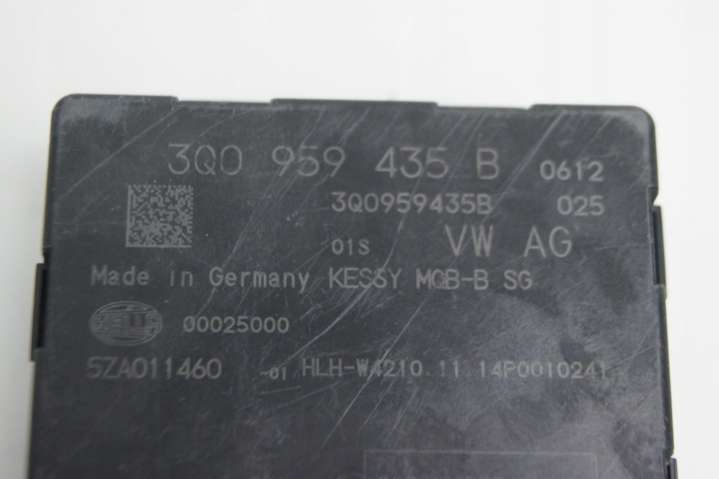 3Q0 959 435 B 0612
3Q0959435B 025
01S VW AG
Made in Germany KESSY MQB-B SG
00025000
5ZA011460 -01 HLH-W4210.11.14P0010241